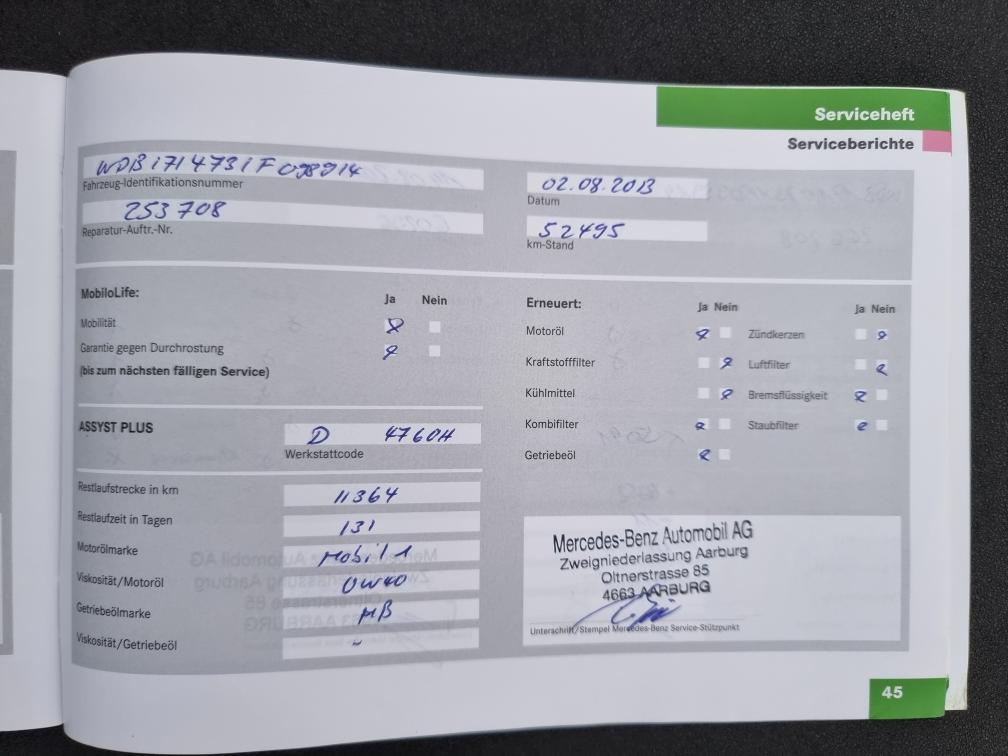 Serviceheft
Serviceberichte
WDB1714731F098914
Fahrzeug-Identifikationsnummer
02.08.2013
Datum
253 708
Reparatur-Auftr.-Nr.
52495
km-Stand
MobiloLife:
Ja Nein
Mobilität
Garantie gegen Durchrostung
(bis zum nächsten fälligen Service)
Erneuert:
Ja Nein
Ja Nein
Motoröl
Zündkerzen
Kraftstofffilter
Luftfilter
Kühlmittel
Bremsflüssigkeit
Kombifilter
Staubfilter
Getriebeöl
ASSYST PLUS
D 4760H
Werkstattcode
Restlaufstrecke in km 11364
Restlaufzeit in Tagen 131
Motorölmarke Mobil 1
Viskosität/Motoröl 0W40
Getriebeölmarke MB
Viskosität/Getriebeöl
Mercedes-Benz Automobil AG
Zweigniederlassung Aarburg
Oltnerstrasse 85
4663 AARBURG
Unterschrift/Stempel Mercedes-Benz Service-Stützpunkt
45